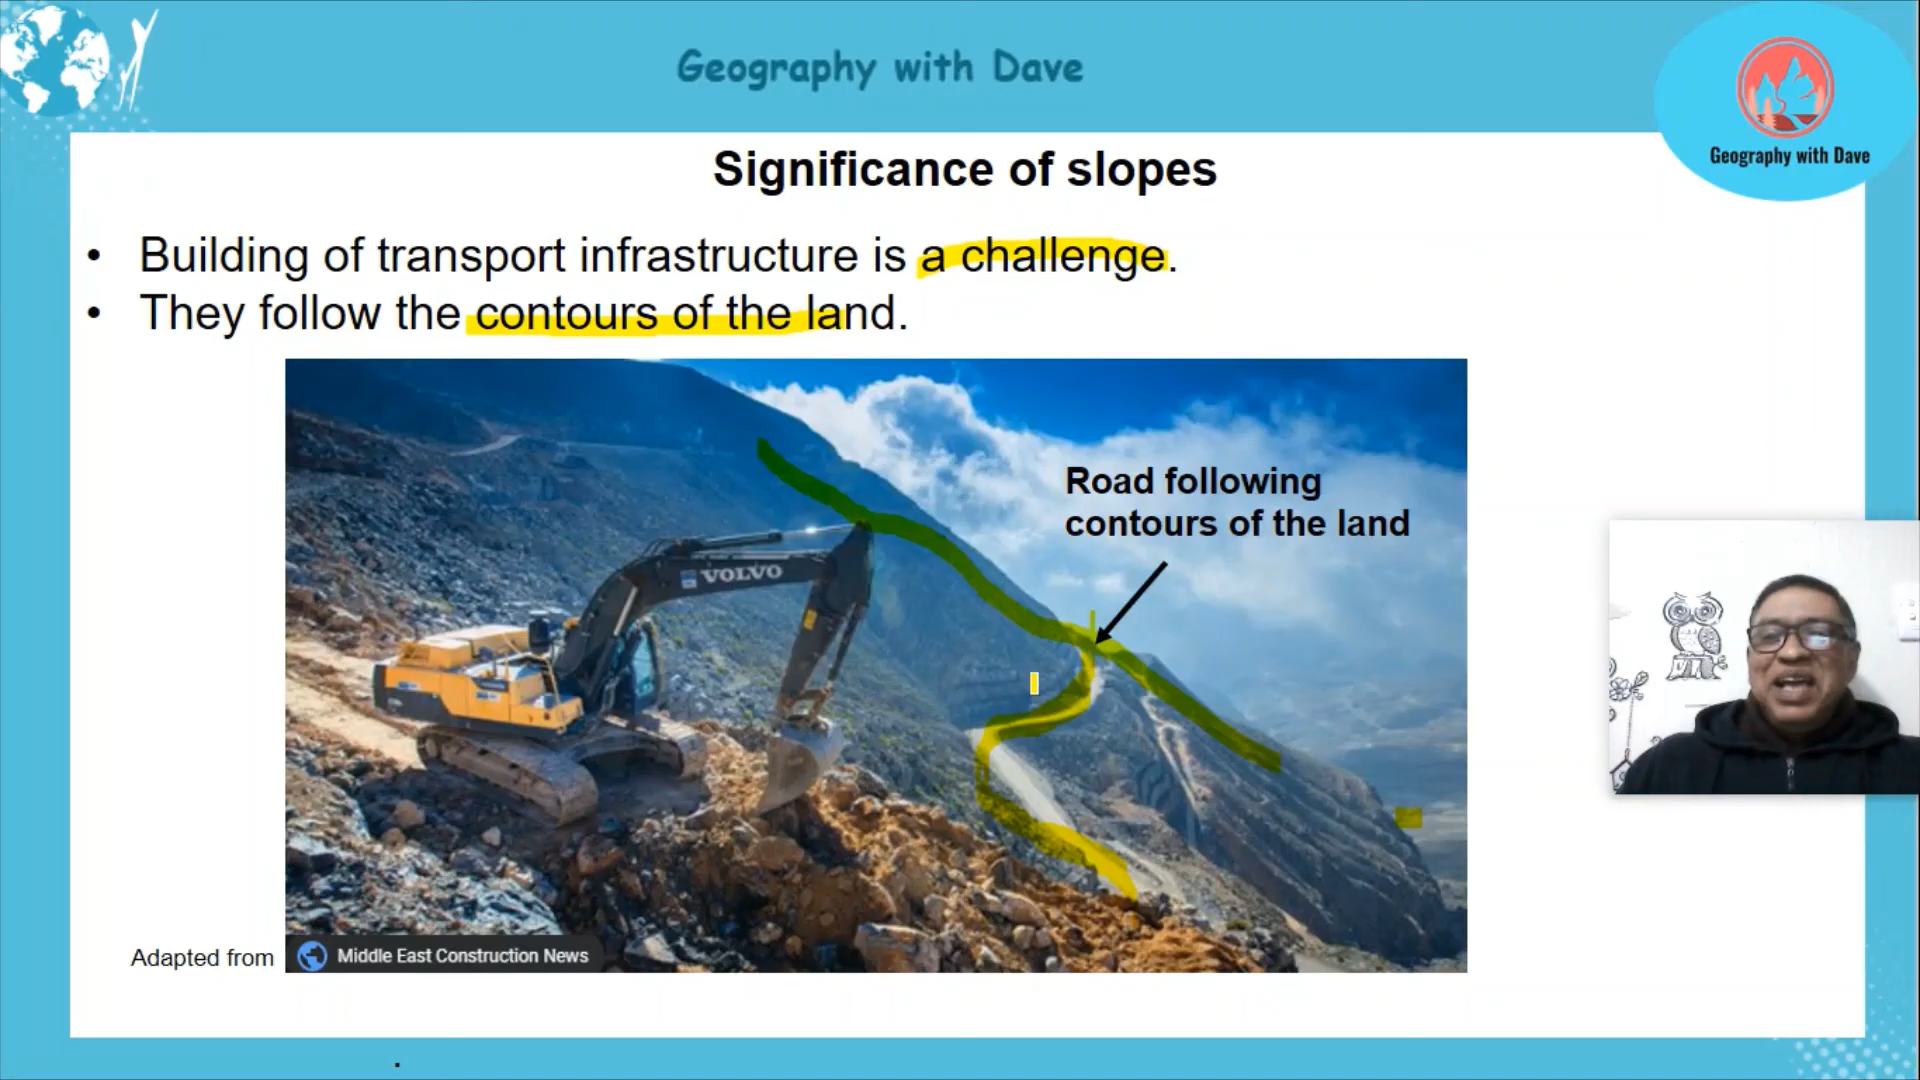 Geography with Dave
Geography with Dave
Significance of slopes
• Building of transport infrastructure is a challenge.
• They follow the contours of the land.
Road following
contours of the land
VOLVO
Adapted from
Middle East Construction News